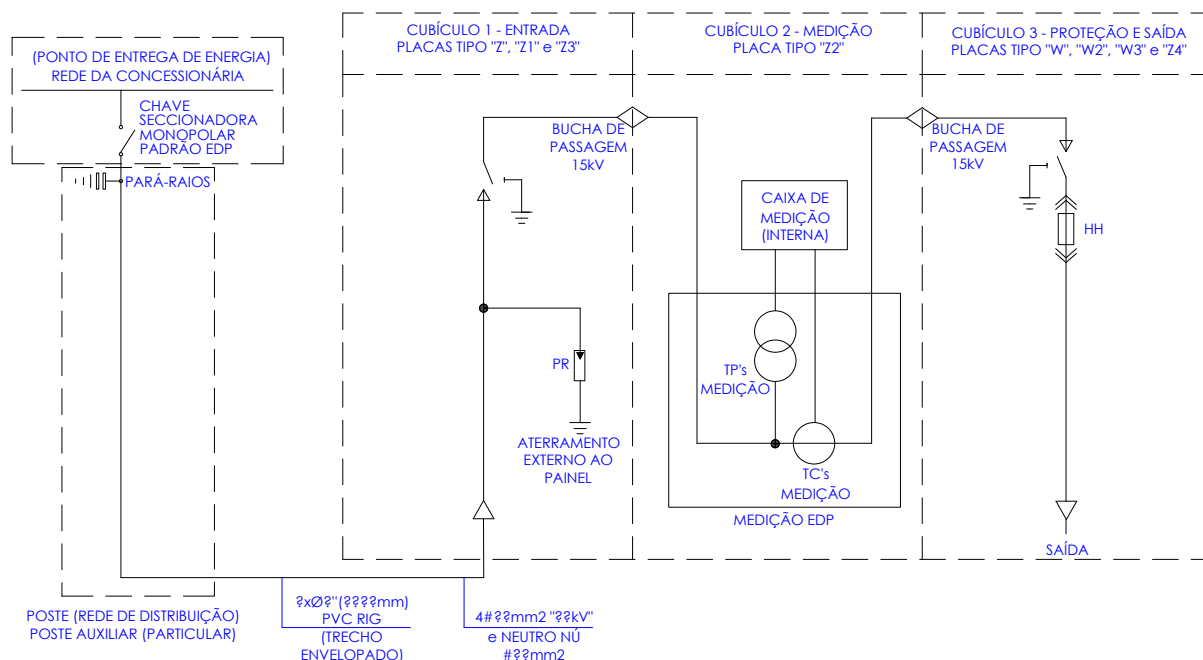 (PONTO DE ENTREGA DE ENERGIA)
REDE DA CONCESSIONÁRIA
CHAVE
SECCIONADORA
MONOPOLAR
PADRÃO EDP
PARÁ-RAIOS
POSTE (REDE DE DISTRIBUIÇÃO)
POSTE AUXILIAR (PARTICULAR)
?xØ?"(????mm)
PVC RIG
(TRECHO
ENVELOPADO)
4#??mm2 "??kV"
e NEUTRO NÚ
#??mm2
CUBÍCULO 1 - ENTRADA
PLACAS TIPO "Z", "Z1" e "Z3"
BUCHA DE
PASSAGEM
15kV
PR
ATERRAMENTO
EXTERNO AO
PAINEL
CUBÍCULO 2 - MEDIÇÃO
PLACA TIPO "Z2"
CAIXA DE
MEDIÇÃO
(INTERNA)
TP's
MEDIÇÃO
TC's
MEDIÇÃO
MEDIÇÃO EDP
CUBÍCULO 3 - PROTEÇÃO E SAÍDA
PLACAS TIPO "W", "W2", "W3" e "Z4"
BUCHA DE
PASSAGEM
15kV
HH
SAÍDA